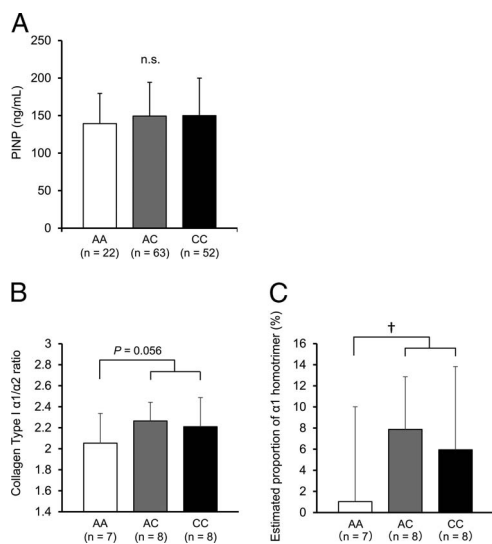 A
PINP (ng/mL)
250
200
150
100
50
0
n.s.
AA AC CC
(n = 22) (n = 63) (n = 52)
B
Collagen Type I α1/α2 ratio
3
2.8
2.6
2.4
2.2
2
1.8
1.6
1.4
P = 0.056
AA AC CC
(n = 7) (n = 8) (n = 8)
C
Estimated proportion of α1 homotrimer (%)
16
14
12
10
8
6
4
2
0
†
AA AC CC
(n = 7) (n = 8) (n = 8)